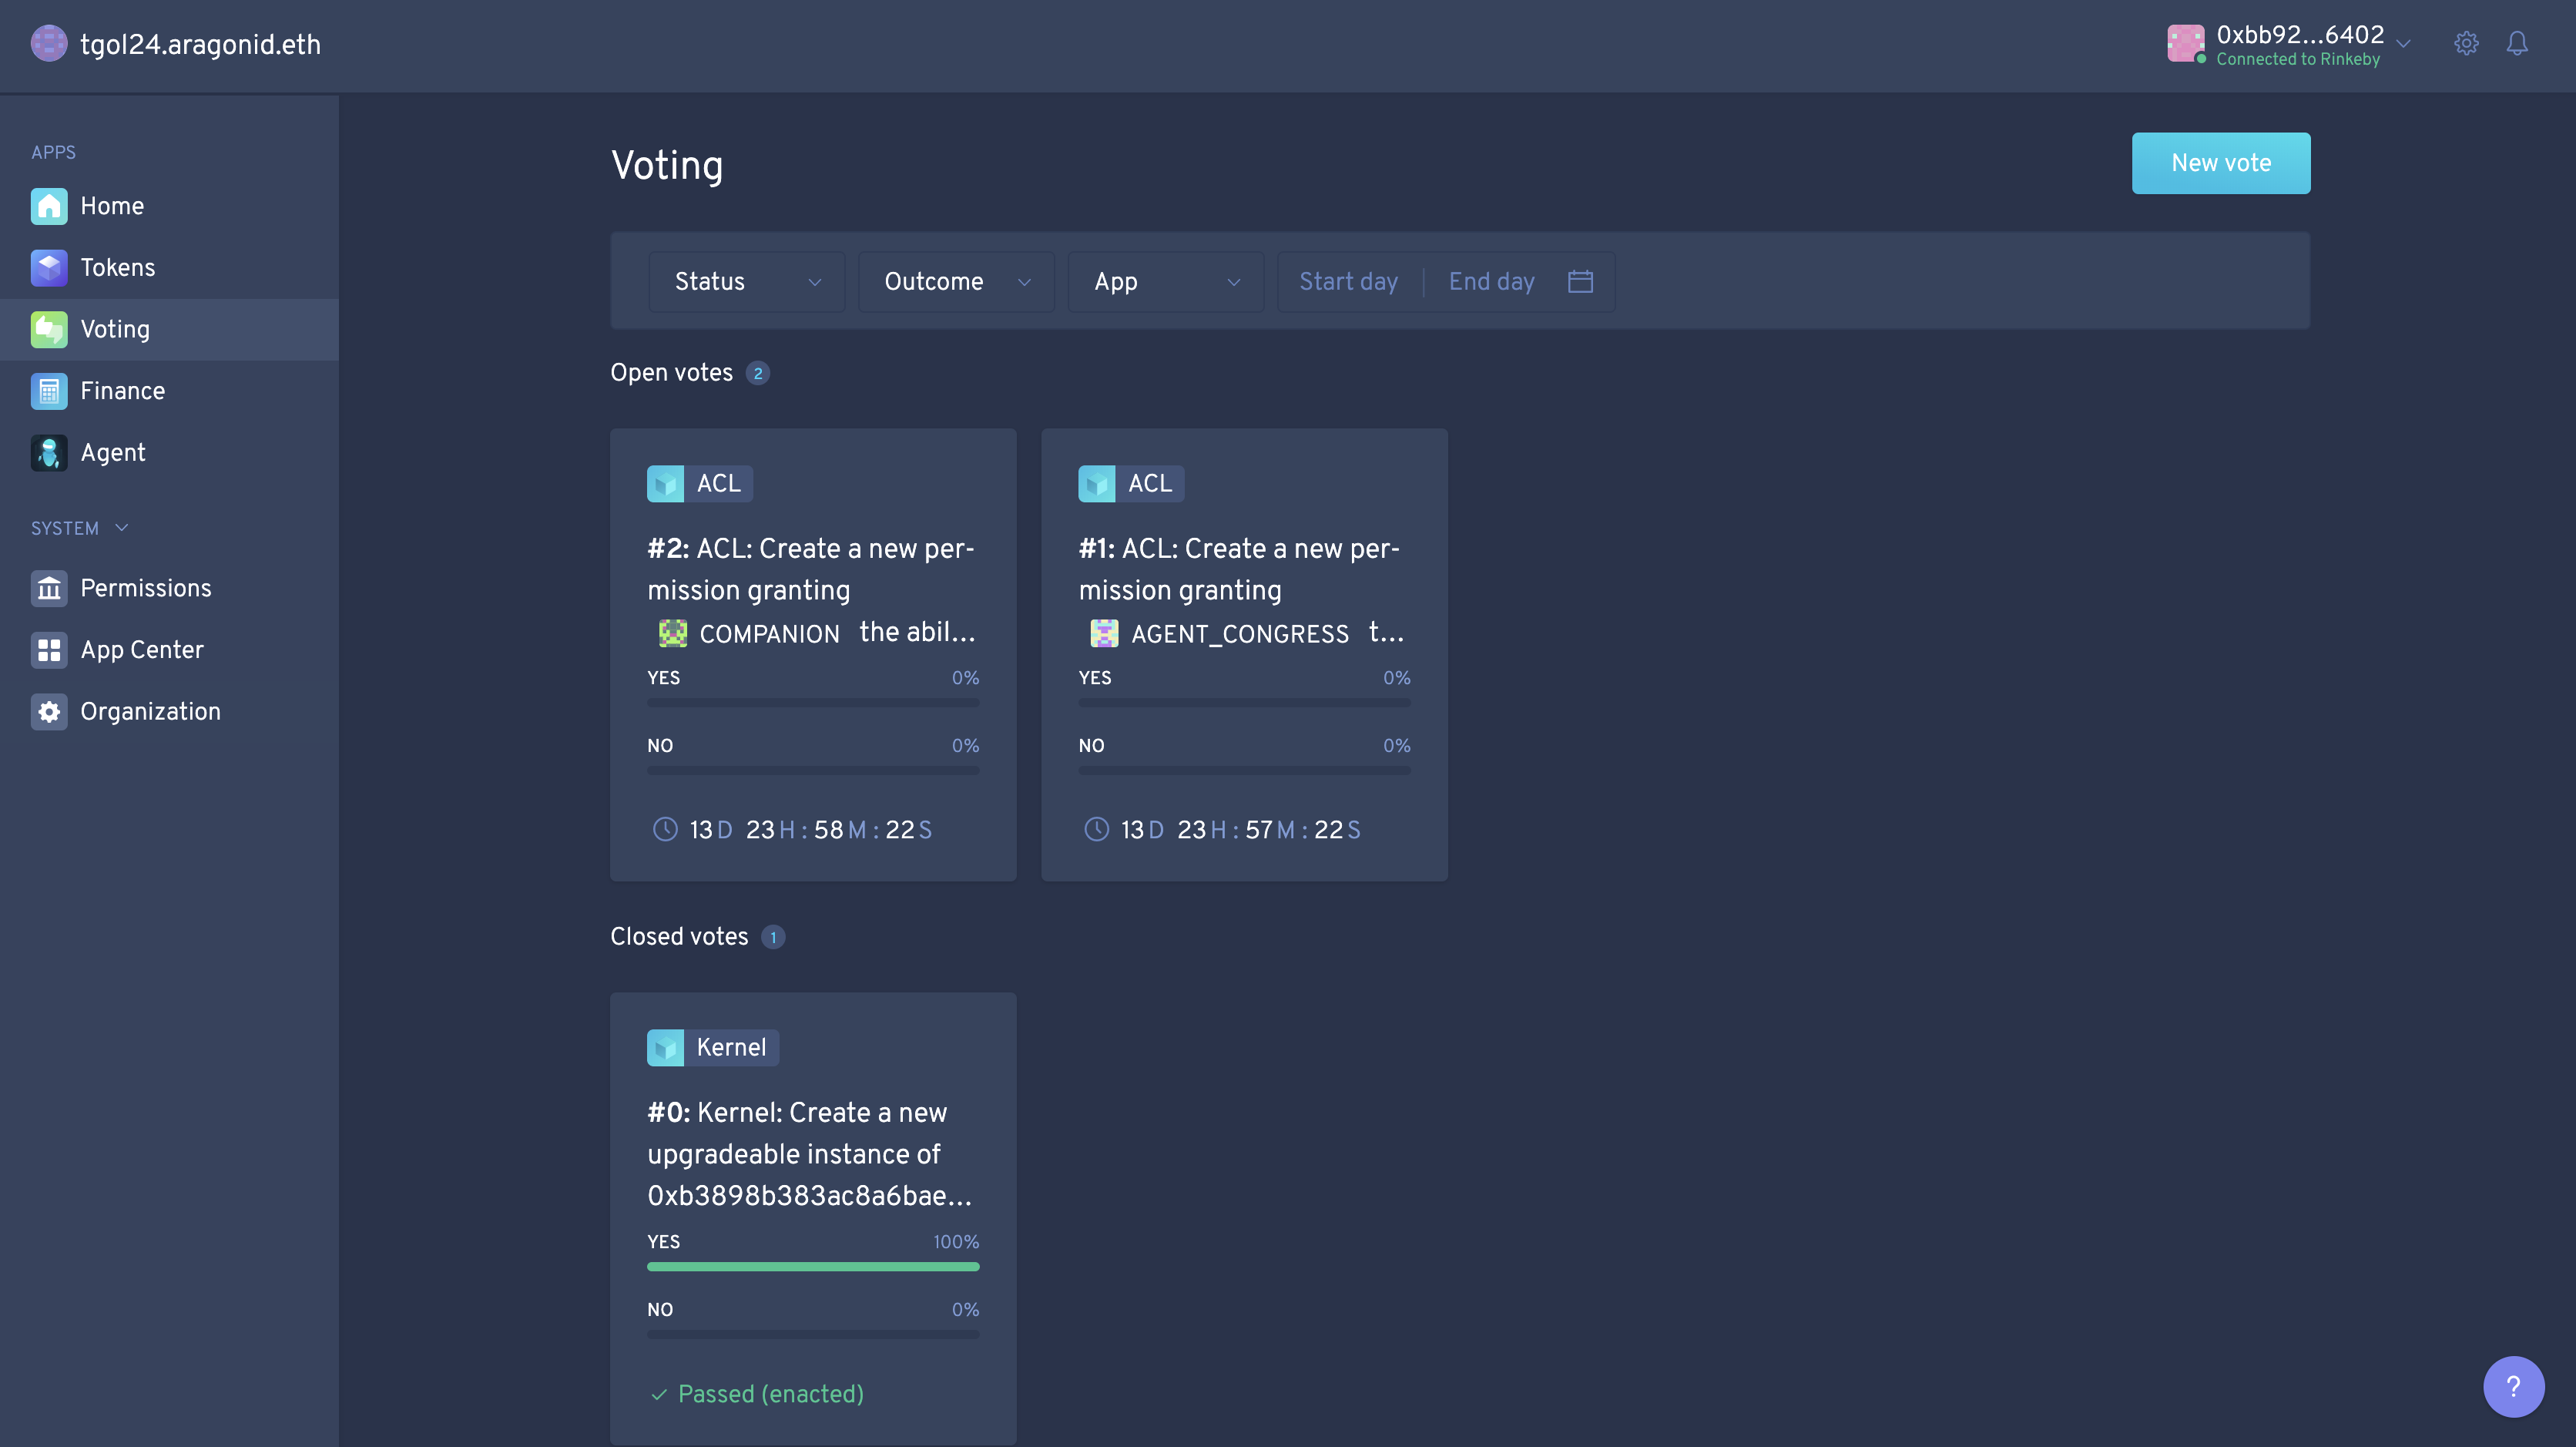 tgol24.aragonid.eth
0xbb92...6402
Connected to Rinkeby
APPS
Home
Tokens
Voting
Finance
Agent
SYSTEM
Permissions
App Center
Organization
Voting
New vote
Status
Outcome
App
Start day | End day
Open votes 2
ACL
#2: ACL: Create a new per-
mission granting
COMPANION the abil...
YES 0%
NO 0%
13 D 23 H : 58 M : 22 S
ACL
#1: ACL: Create a new per-
mission granting
AGENT_CONGRESS t...
YES 0%
NO 0%
13 D 23 H : 57 M : 22 S
Closed votes 1
Kernel
#0: Kernel: Create a new
upgradeable instance of
0xb3898b383ac8a6bae...
YES 100%
NO 0%
Passed (enacted)
?